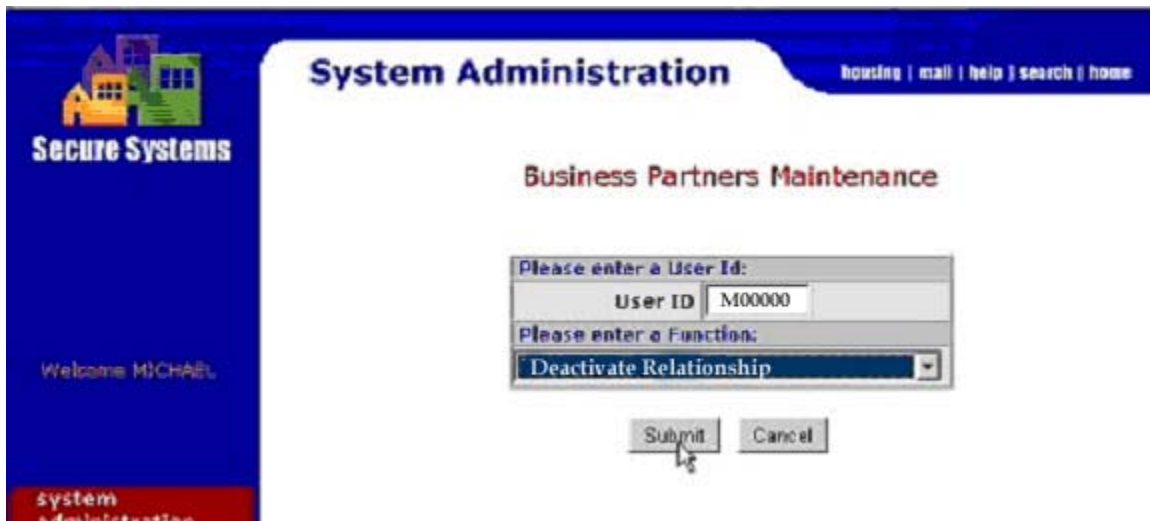 System Administration
housing | mail | help | search | home
Secure Systems
Business Partners Maintenance
Please enter a User Id:
User ID M00000
Please enter a Function:
Deactivate Relationship
Welcome MICHAEL
Submit Cancel
system
administration